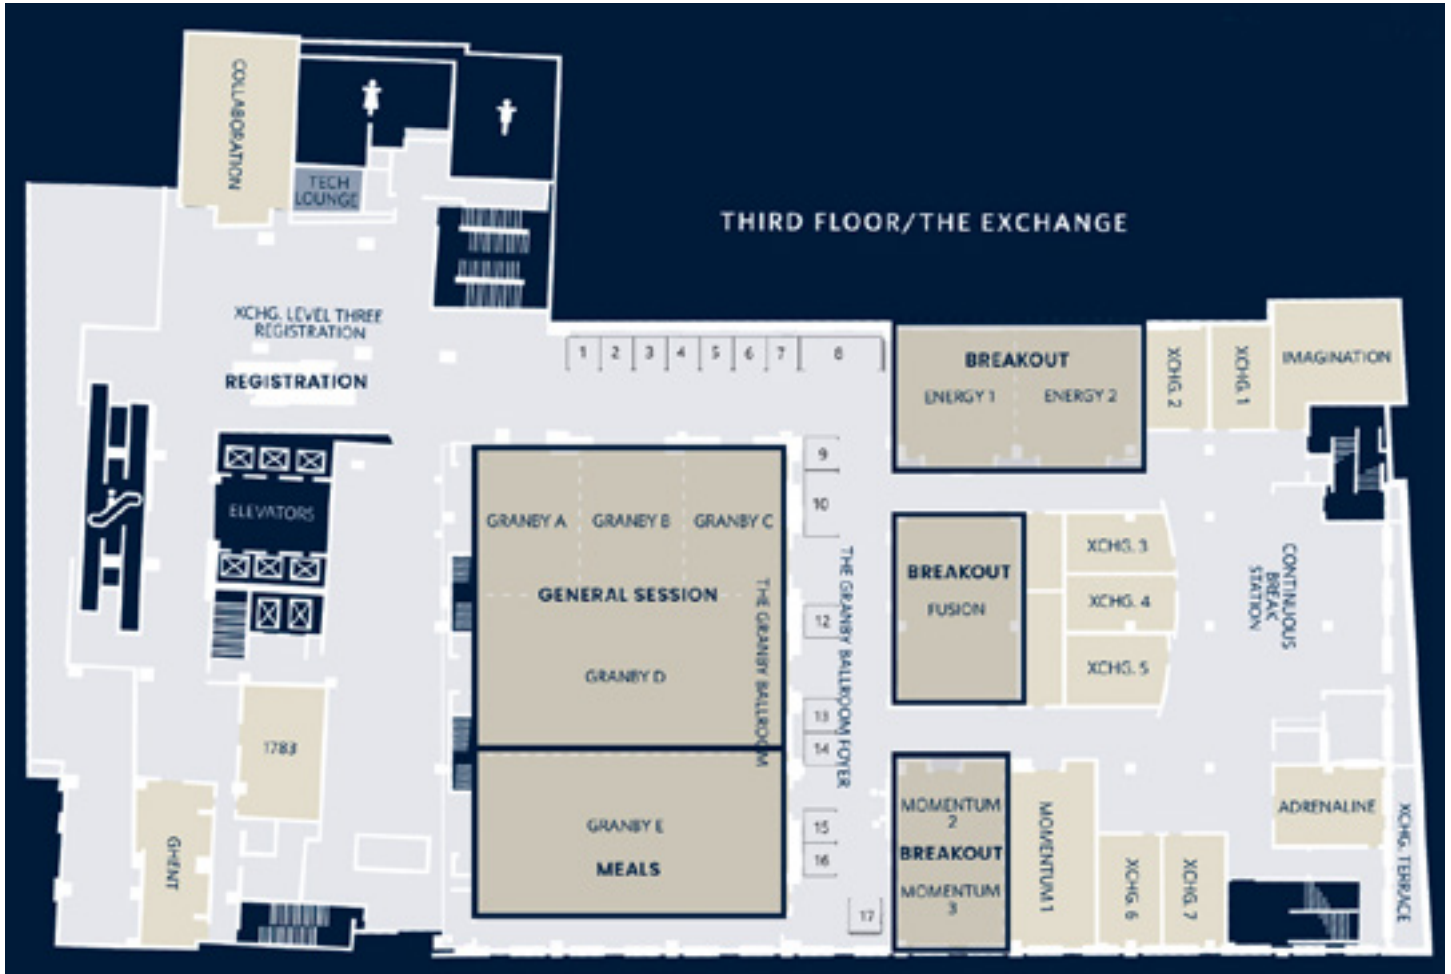 COLLABORATION
TECH
LOUNGE
THIRD FLOOR/THE EXCHANGE
XCHG. LEVEL THREE
REGISTRATION
REGISTRATION
1
2
3
4
5
6
7
8
BREAKOUT
ENERGY 1
ENERGY 2
XCHG. 2
XCHG. 1
IMAGINATION
ELEVATORS
GRANBY A
GRANBY B
GRANBY C
GENERAL SESSION
GRANBY D
THE GRANBY BALLROOM
9
10
12
13
14
15
16
17
THE GRANBY BALLROOM FOYER
BREAKOUT
FUSION
XCHG. 3
XCHG. 4
XCHG. 5
CONTINUOUS
BREAK
STATION
1783
GHENT
GRANBY E
MEALS
MOMENTUM
2
BREAKOUT
MOMENTUM
3
MOMENTUM 1
XCHG. 6
XCHG. 7
ADRENALINE
XCHG. TERRACE